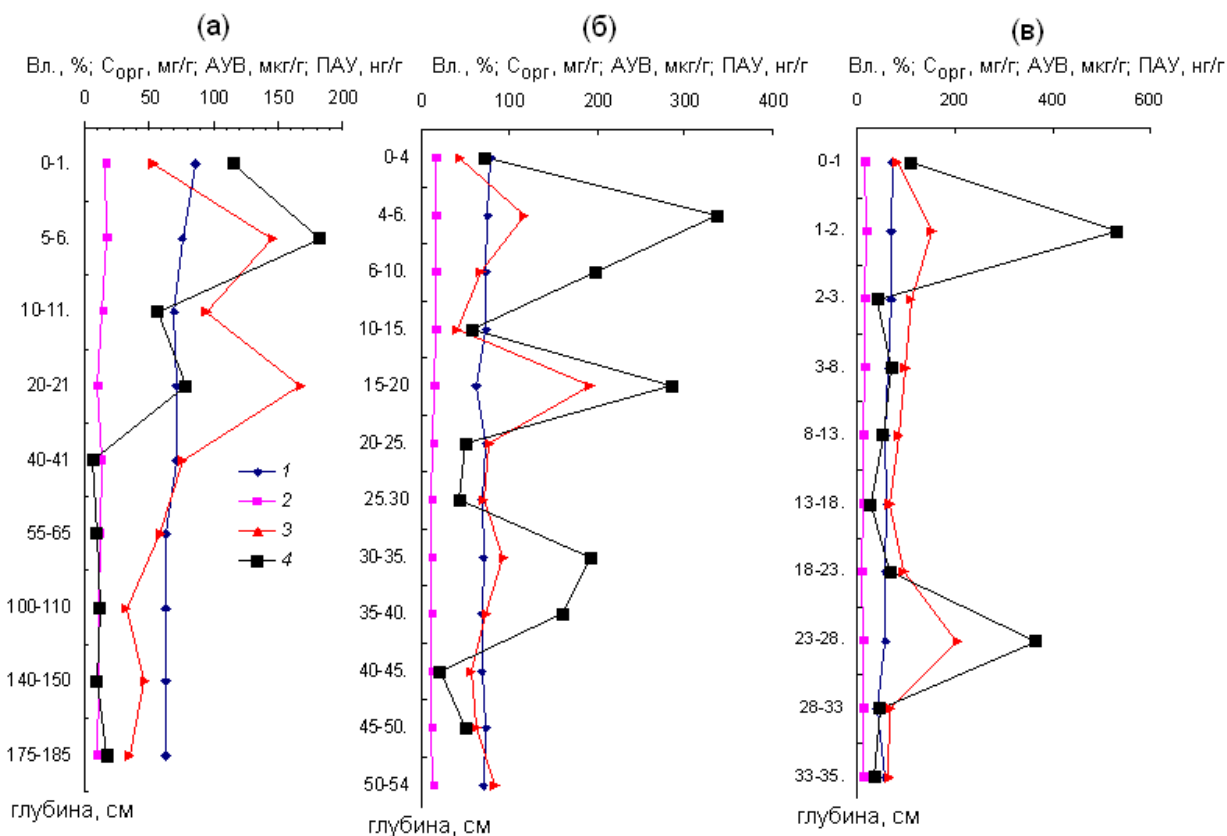 (а)
Вл., %; Cорг, мг/г; АУВ, мкг/г; ПАУ, нг/г
0 50 100 150 200
0-1.
5-6.
10-11.
20-21
40-41
55-65
100-110
140-150
175-185
глубина, см
1
2
3
4
(б)
Вл., %; Cорг, мг/г; АУВ, мкг/г; ПАУ, нг/г
0 100 200 300 400
0-4
4-6.
6-10.
10-15.
15-20
20-25.
25.30
30-35.
35-40.
40-45.
45-50.
50-54
глубина, см
(в)
Вл., %; Cорг, мг/г; АУВ, мкг/г; ПАУ, нг/г
0 200 400 600
0-1
1-2.
2-3.
3-8.
8-13.
13-18.
18-23.
23-28.
28-33
33-35.
глубина, см